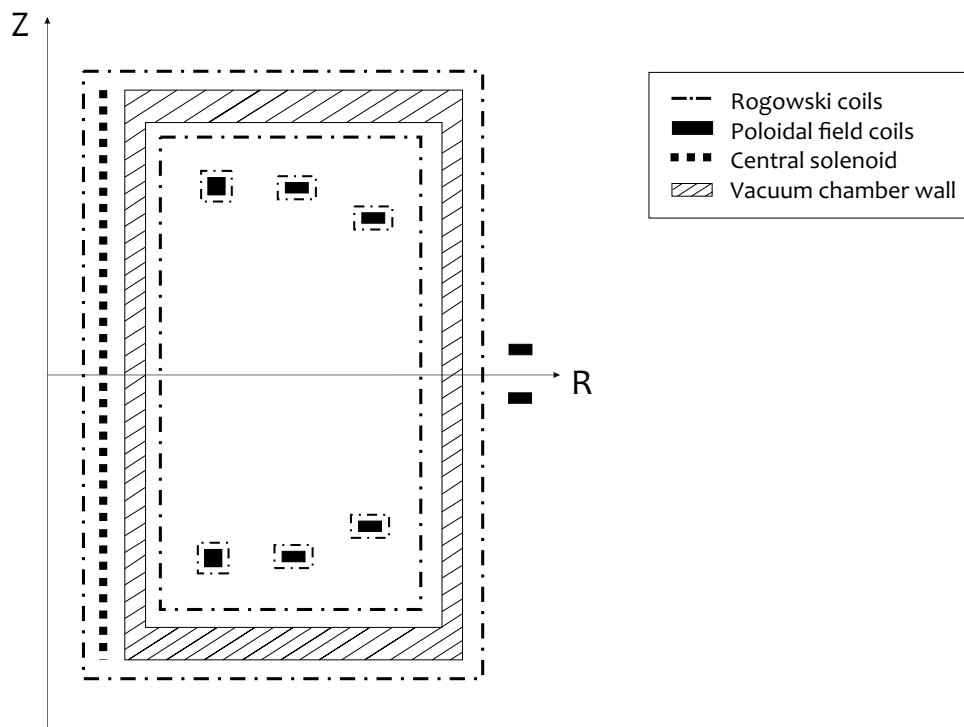 Z
R
Rogowski coils
Poloidal field coils
Central solenoid
Vacuum chamber wall